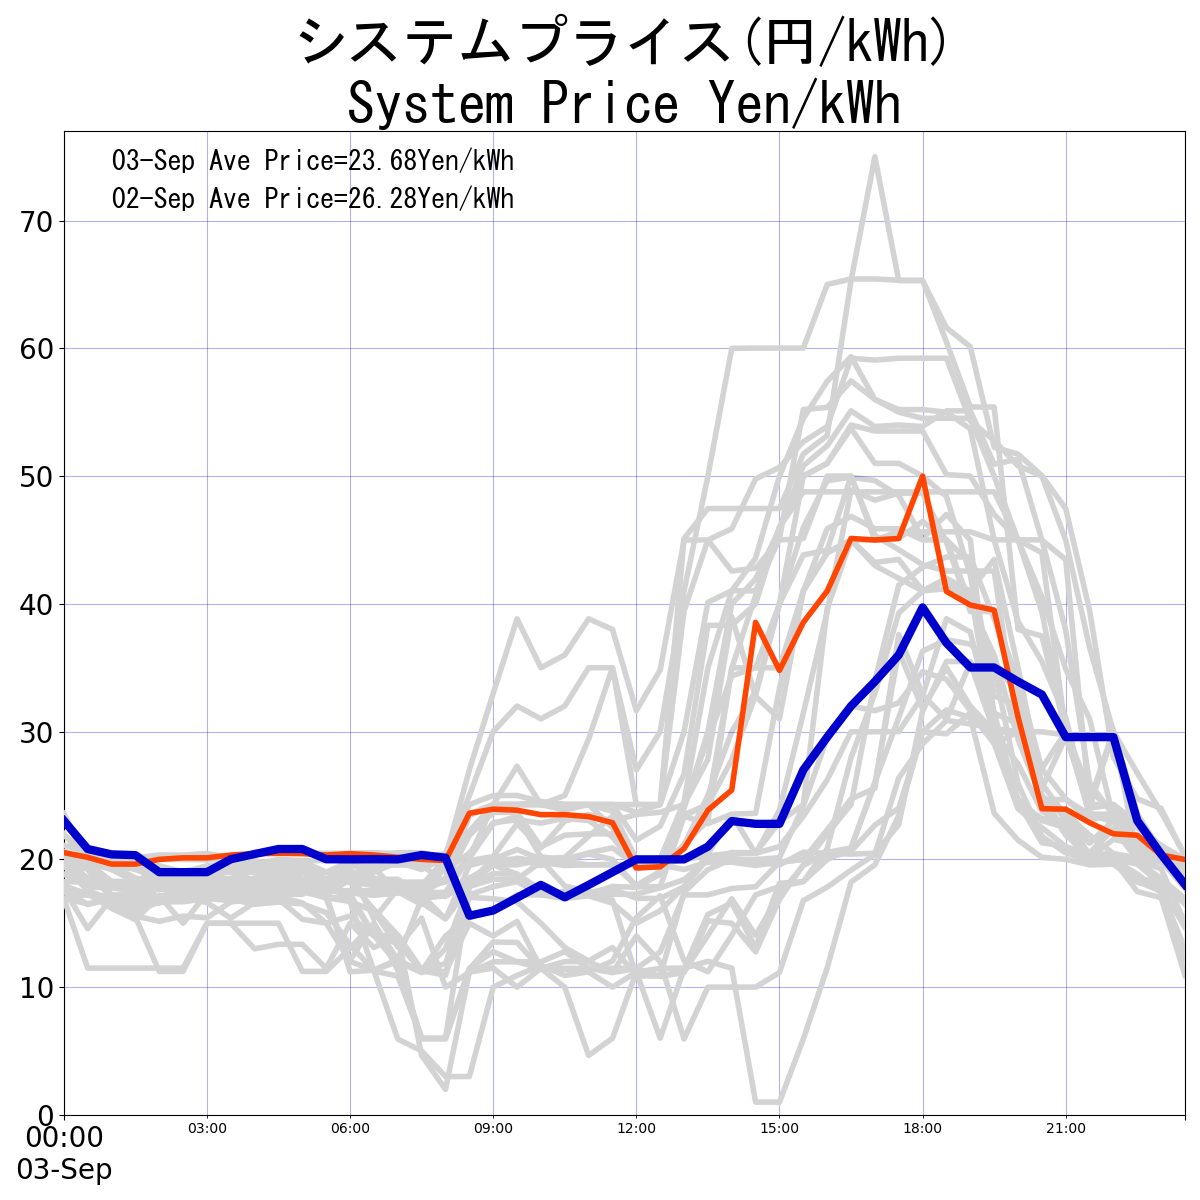 システムプライス(円/kWh)
System Price Yen/kWh
03-Sep Ave Price=23.68Yen/kWh
02-Sep Ave Price=26.28Yen/kWh
70
60
50
40
30
20
10
0
00:00 03:00 06:00 09:00 12:00 15:00 18:00 21:00
03-Sep